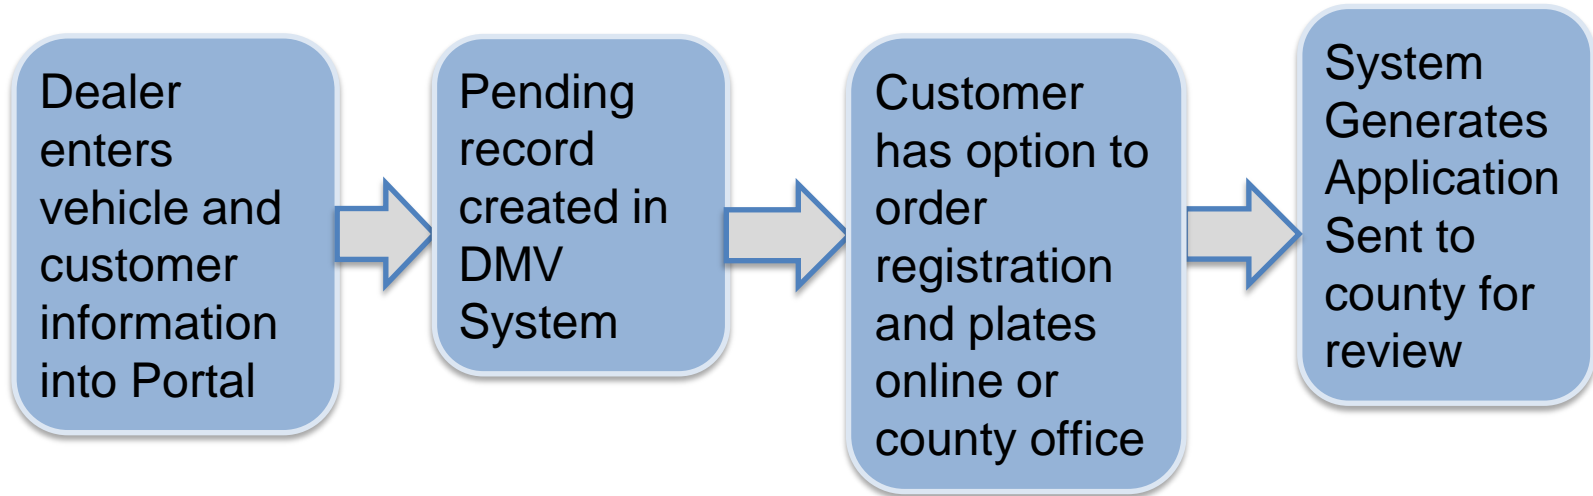 Dealer
enters
vehicle and
customer
information
into Portal
Pending
record
created in
DMV
System
Customer
has option to
order
registration
and plates
online or
county office
System
Generates
Application
Sent to
county for
review